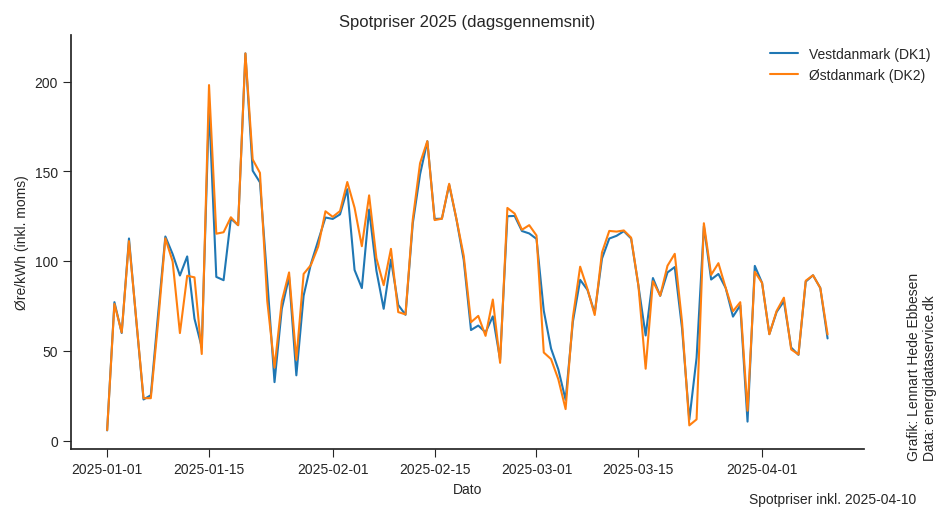 Spotpriser 2025 (dagsgennemsnit)
Vestdanmark (DK1)
Østdanmark (DK2)
Øre/kWh (inkl. moms)
200
150
100
50
0
2025-01-01
2025-01-15
2025-02-01
2025-02-15
2025-03-01
2025-03-15
2025-04-01
Dato
Grafik: Lennart Hede Ebbesen
Data: energidataservice.dk
Spotpriser inkl. 2025-04-10